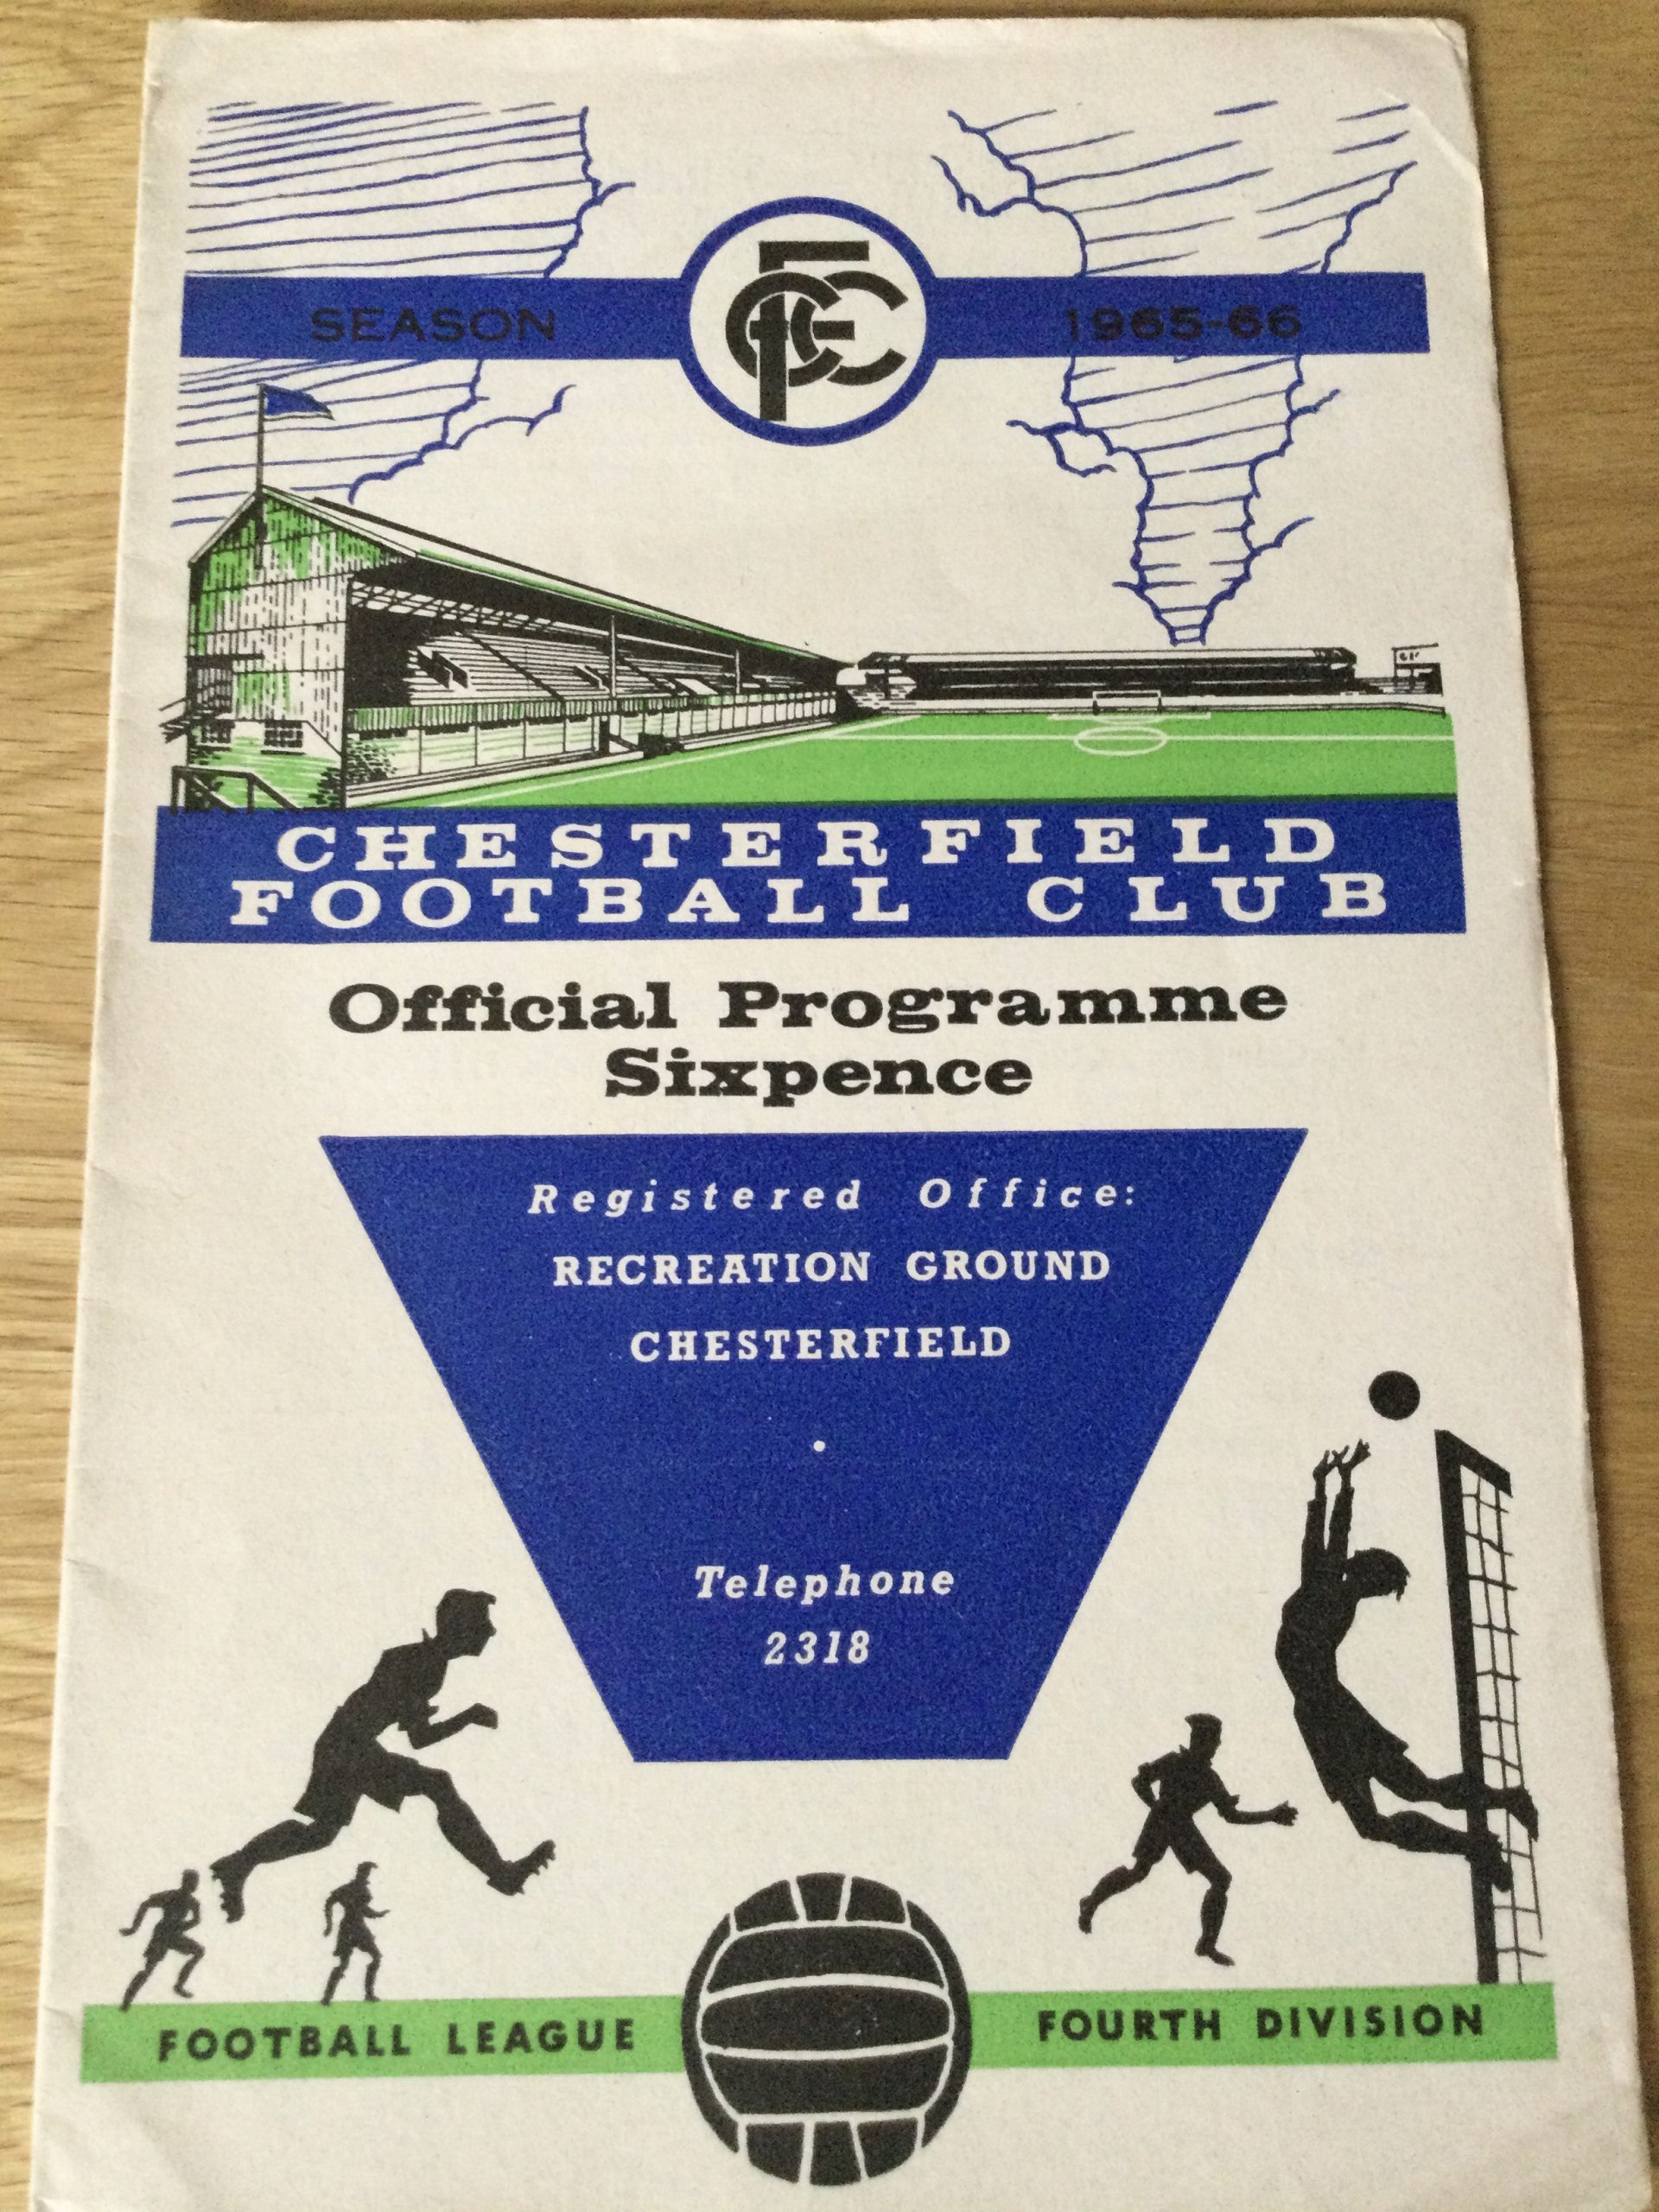 SEASON 1965-66
CFC
CHESTERFIELD
FOOTBALL CLUB
Official Programme
Sixpence
Registered Office:
RECREATION GROUND
CHESTERFIELD
Telephone
2318
FOOTBALL LEAGUE FOURTH DIVISION